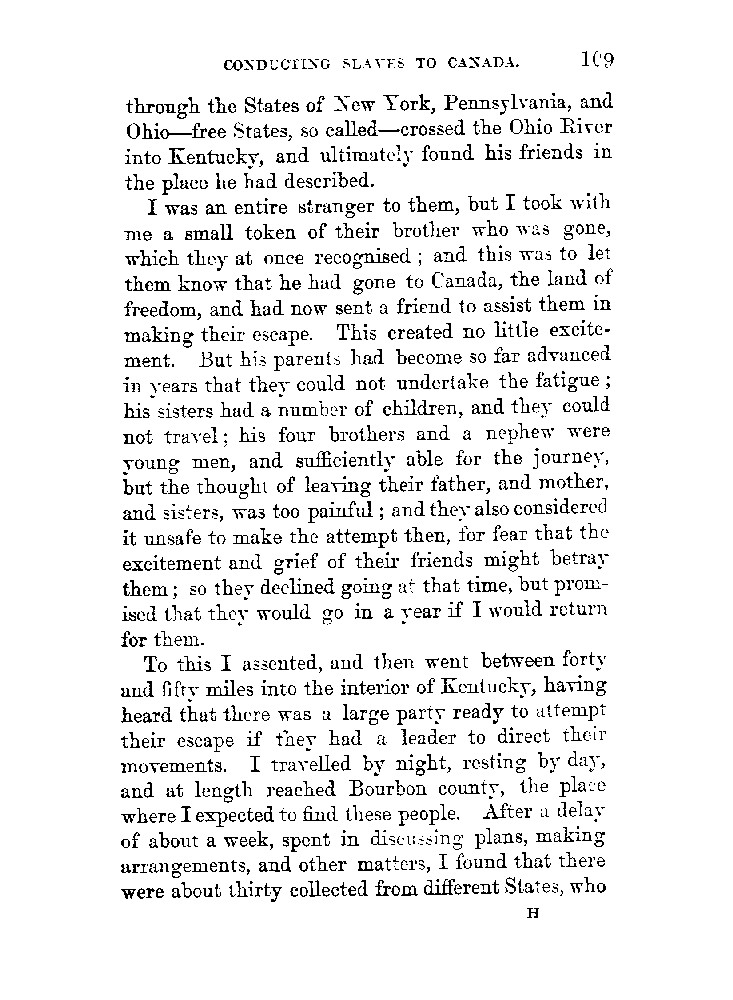 CONDUCTING SLAVES TO CANADA. 109
through the States of New York, Pennsylvania, and
Ohio—free States, so called—crossed the Ohio River
into Kentucky, and ultimately found his friends in
the place he had described.
I was an entire stranger to them, but I took with
me a small token of their brother who was gone,
which they at once recognised ; and this was to let
them know that he had gone to Canada, the land of
freedom, and had now sent a friend to assist them in
making their escape. This created no little excite-
ment. But his parents had become so far advanced
in years that they could not undertake the fatigue ;
his sisters had a number of children, and they could
not travel ; his four brothers and a nephew were
young men, and sufficiently able for the journey,
but the thought of leaving their father, and mother,
and sisters, was too painful ; and they also considered
it unsafe to make the attempt then, for fear that the
excitement and grief of their friends might betray
them ; so they declined going at that time, but prom-
ised that they would go in a year if I would return
for them.
To this I assented, and then went between forty
and fifty miles into the interior of Kentucky, having
heard that there was a large party ready to attempt
their escape if they had a leader to direct their
movements. I travelled by night, resting by day,
and at length reached Bourbon county, the place
where I expected to find these people. After a delay
of about a week, spent in discussing plans, making
arrangements, and other matters, I found that there
were about thirty collected from different States, who
H